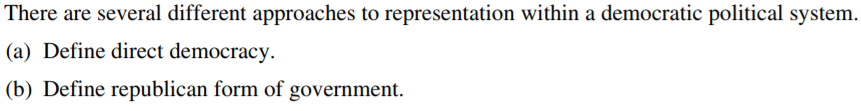 There are several different approaches to representation within a democratic political system.
(a) Define direct democracy.
(b) Define republican form of government.